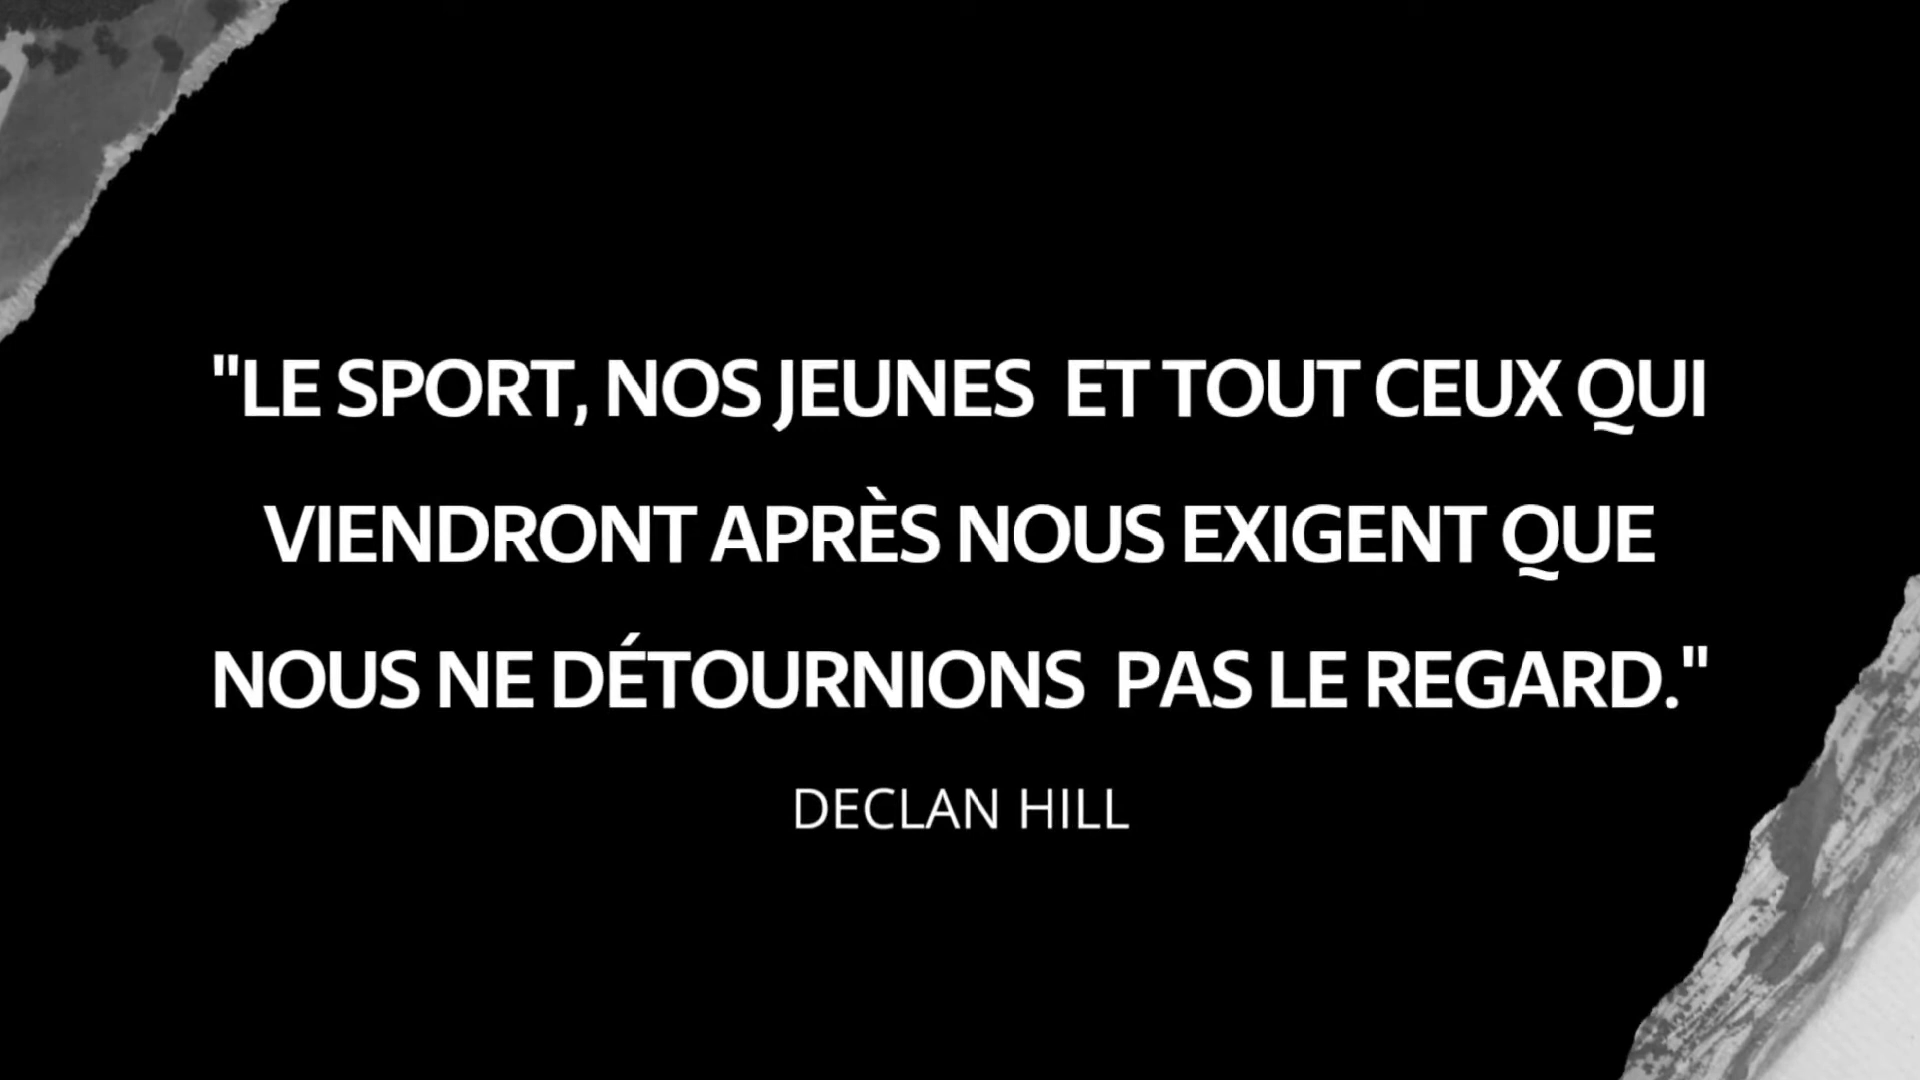 "LE SPORT, NOS JEUNES ET TOUT CEUX QUI
VIENDRONT APRÈS NOUS EXIGENT QUE
NOUS NE DÉTOURNIONS PAS LE REGARD."
DECLAN HILL